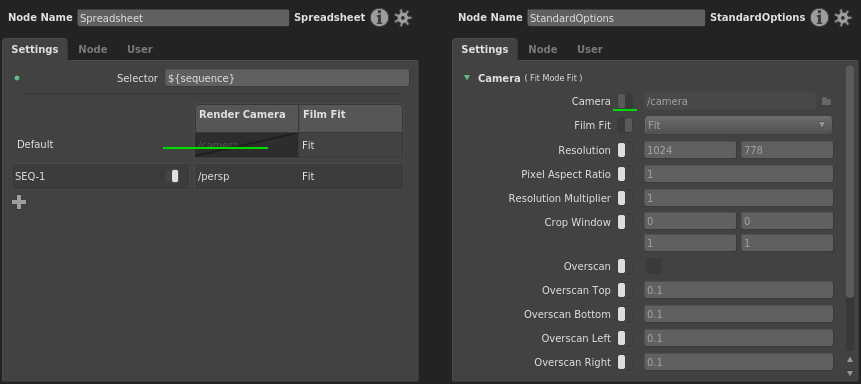 Node Name Spreadsheet Spreadsheet
Settings Node User
Selector ${sequence}
Render Camera Film Fit
Default /camera Fit
SEQ-1 /persp Fit
Node Name StandardOptions StandardOptions
Settings Node User
Camera ( Fit Mode Fit )
Camera /camera
Film Fit Fit
Resolution 1024 778
Pixel Aspect Ratio 1
Resolution Multiplier 1
Crop Window 0 0
1 1
Overscan
Overscan Top 0.1
Overscan Bottom 0.1
Overscan Left 0.1
Overscan Right 0.1